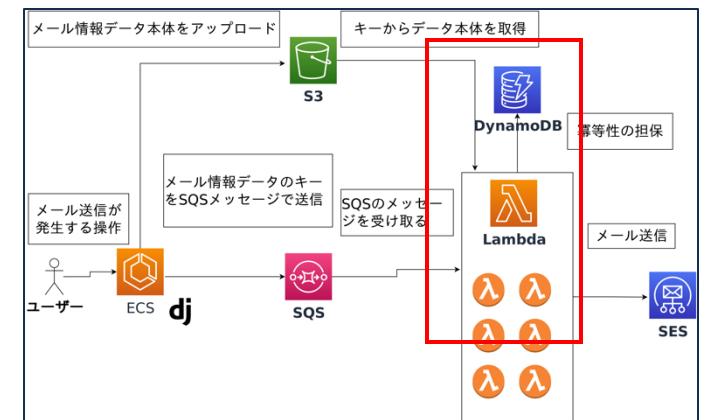 メール情報データ本体をアップロード
キーからデータ本体を取得
S3
DynamoDB
冪等性の担保
メール情報データのキー
をSQSメッセージで送信
SQSのメッセー
ジを受け取る
メール送信が
発生する操作
Lambda
メール送信
ユーザー
ECS
dj
SQS
SES